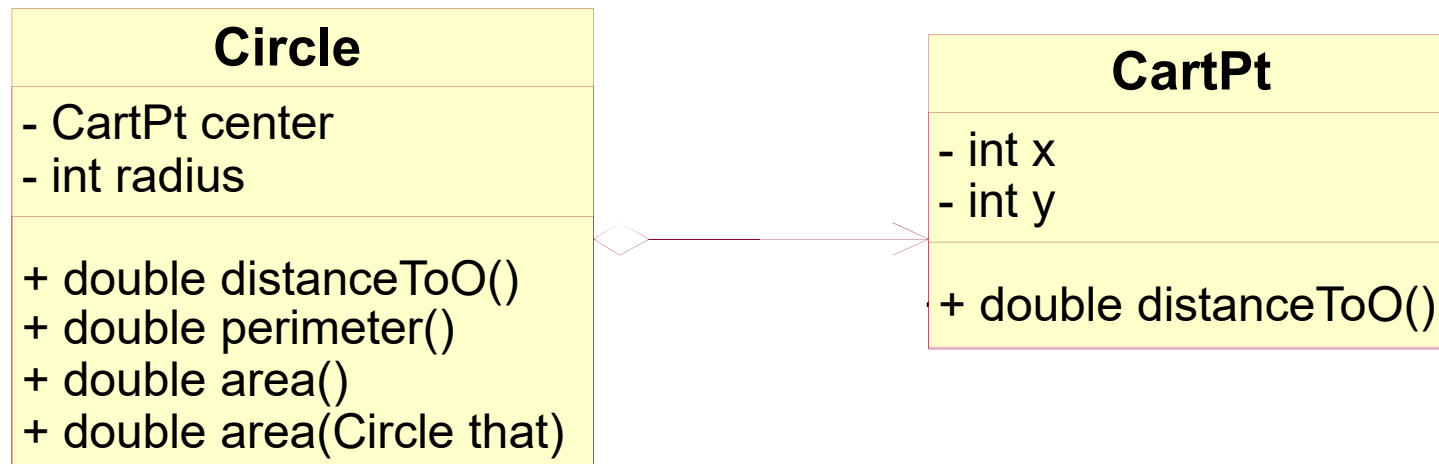 Circle
- CartPt center
- int radius
+ double distanceToO()
+ double perimeter()
+ double area()
+ double area(Circle that)
CartPt
- int x
- int y
+ double distanceToO()